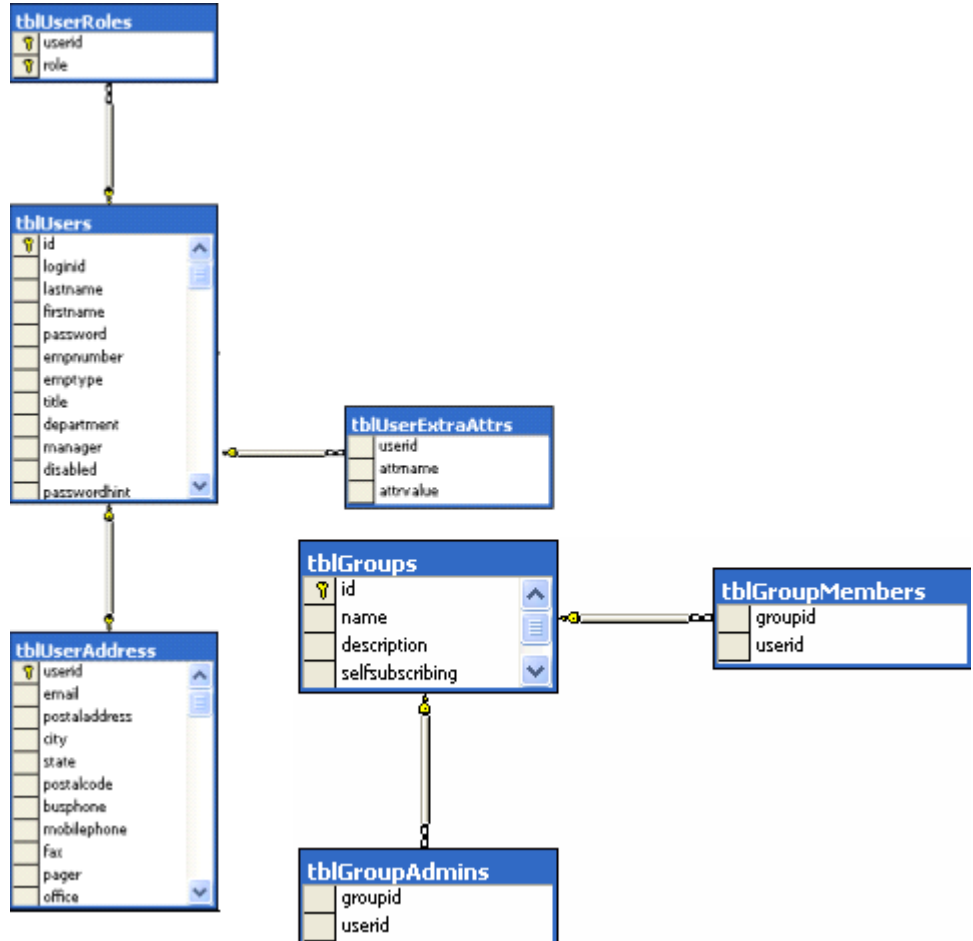 tblUserRoles
userid
role
tblUsers
id
loginid
lastname
firstname
password
empnumber
emptype
title
department
manager
disabled
passwordhint
tblUserExtraAttrs
userid
attrname
attrvalue
tblUserAddress
userid
email
postaladdress
city
state
postalcode
busphone
mobilephone
fax
pager
office
tblGroups
id
name
description
selfsubscribing
tblGroupMembers
groupid
userid
tblGroupAdmins
groupid
userid